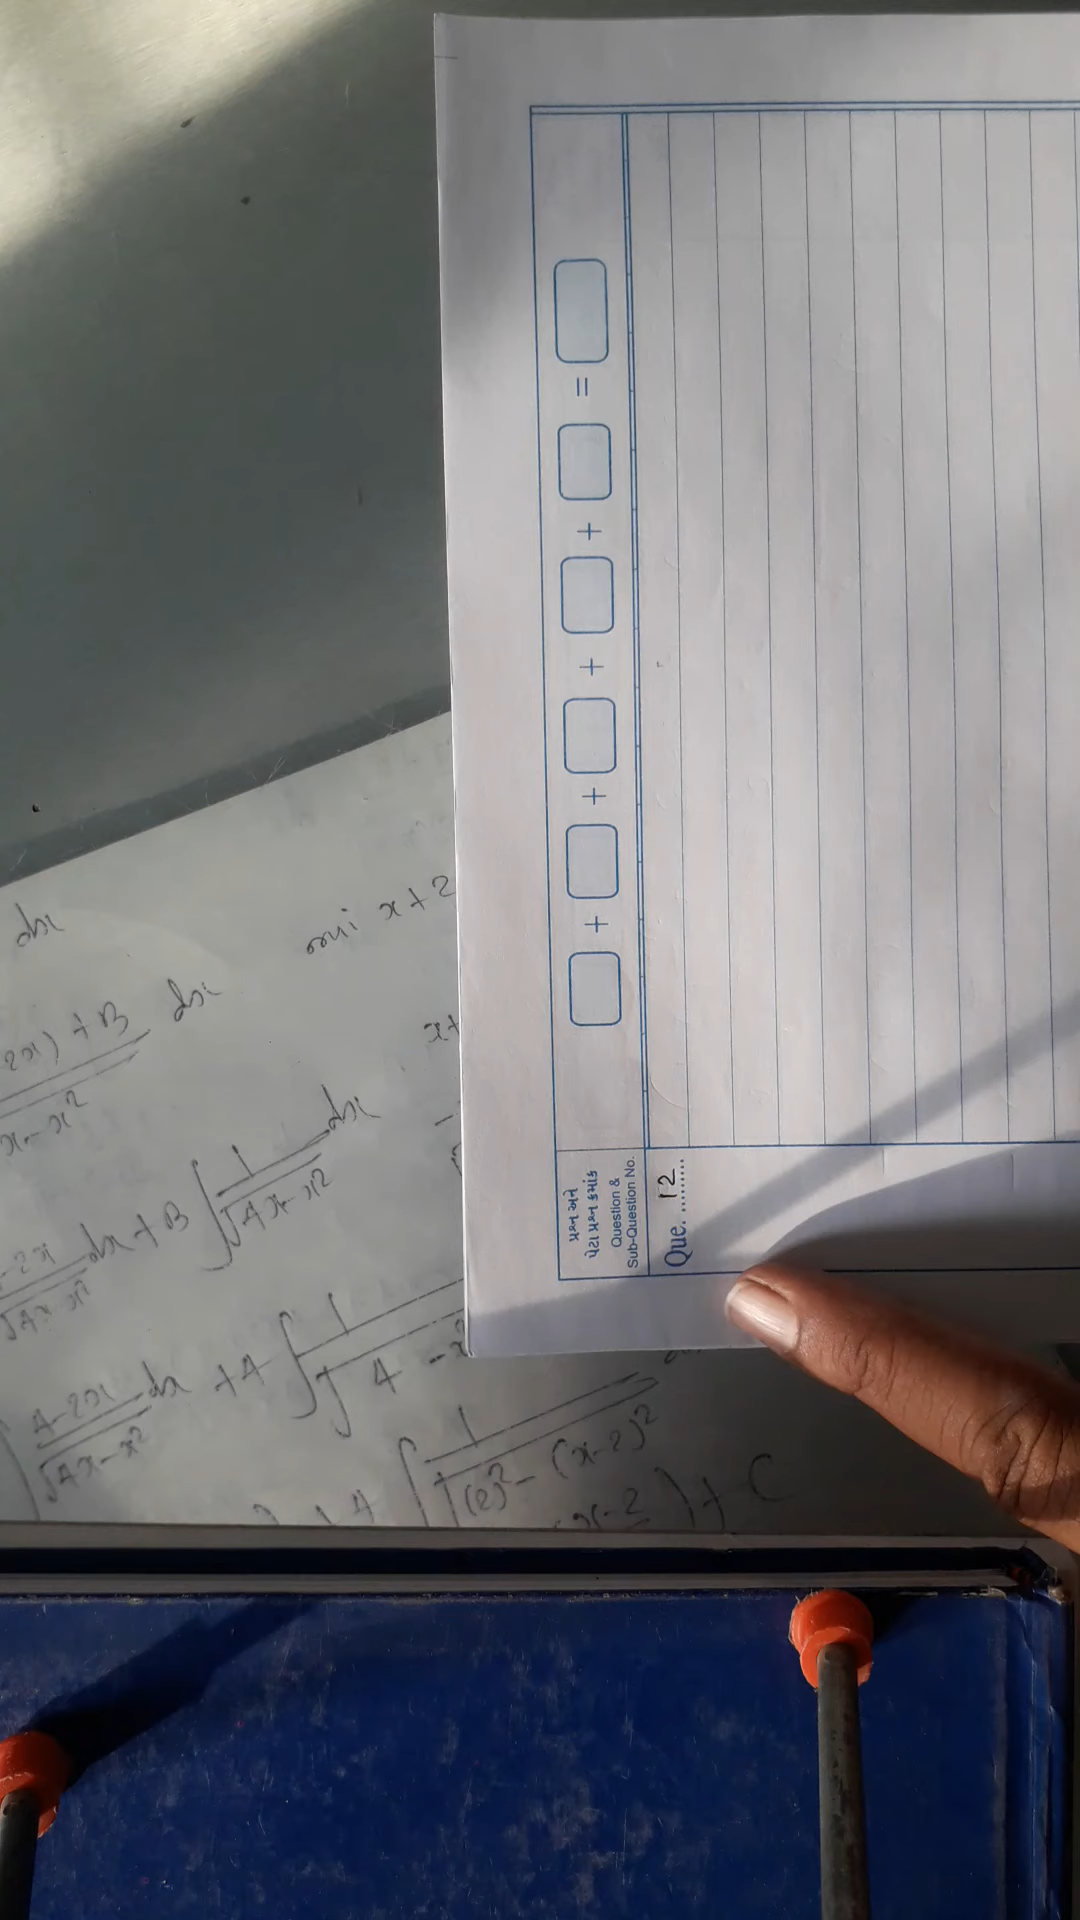 dx
2x) + B dx
x - x²
- 2x dx + B ∫ 1 dx
√4x - x² √4x - x²
4 - 2x dx + 4 ∫ 1
√4x - x² √ 4 - x²
+ 4 ∫ 1
√(2)² - (x - 2)²
x - 2 ) + C
x + 2
x +
પ્રશ્ન અને
પેટા પ્રશ્ન ક્રમાંક
Question &
Sub-Question No.
+ + + + =
Que. 12